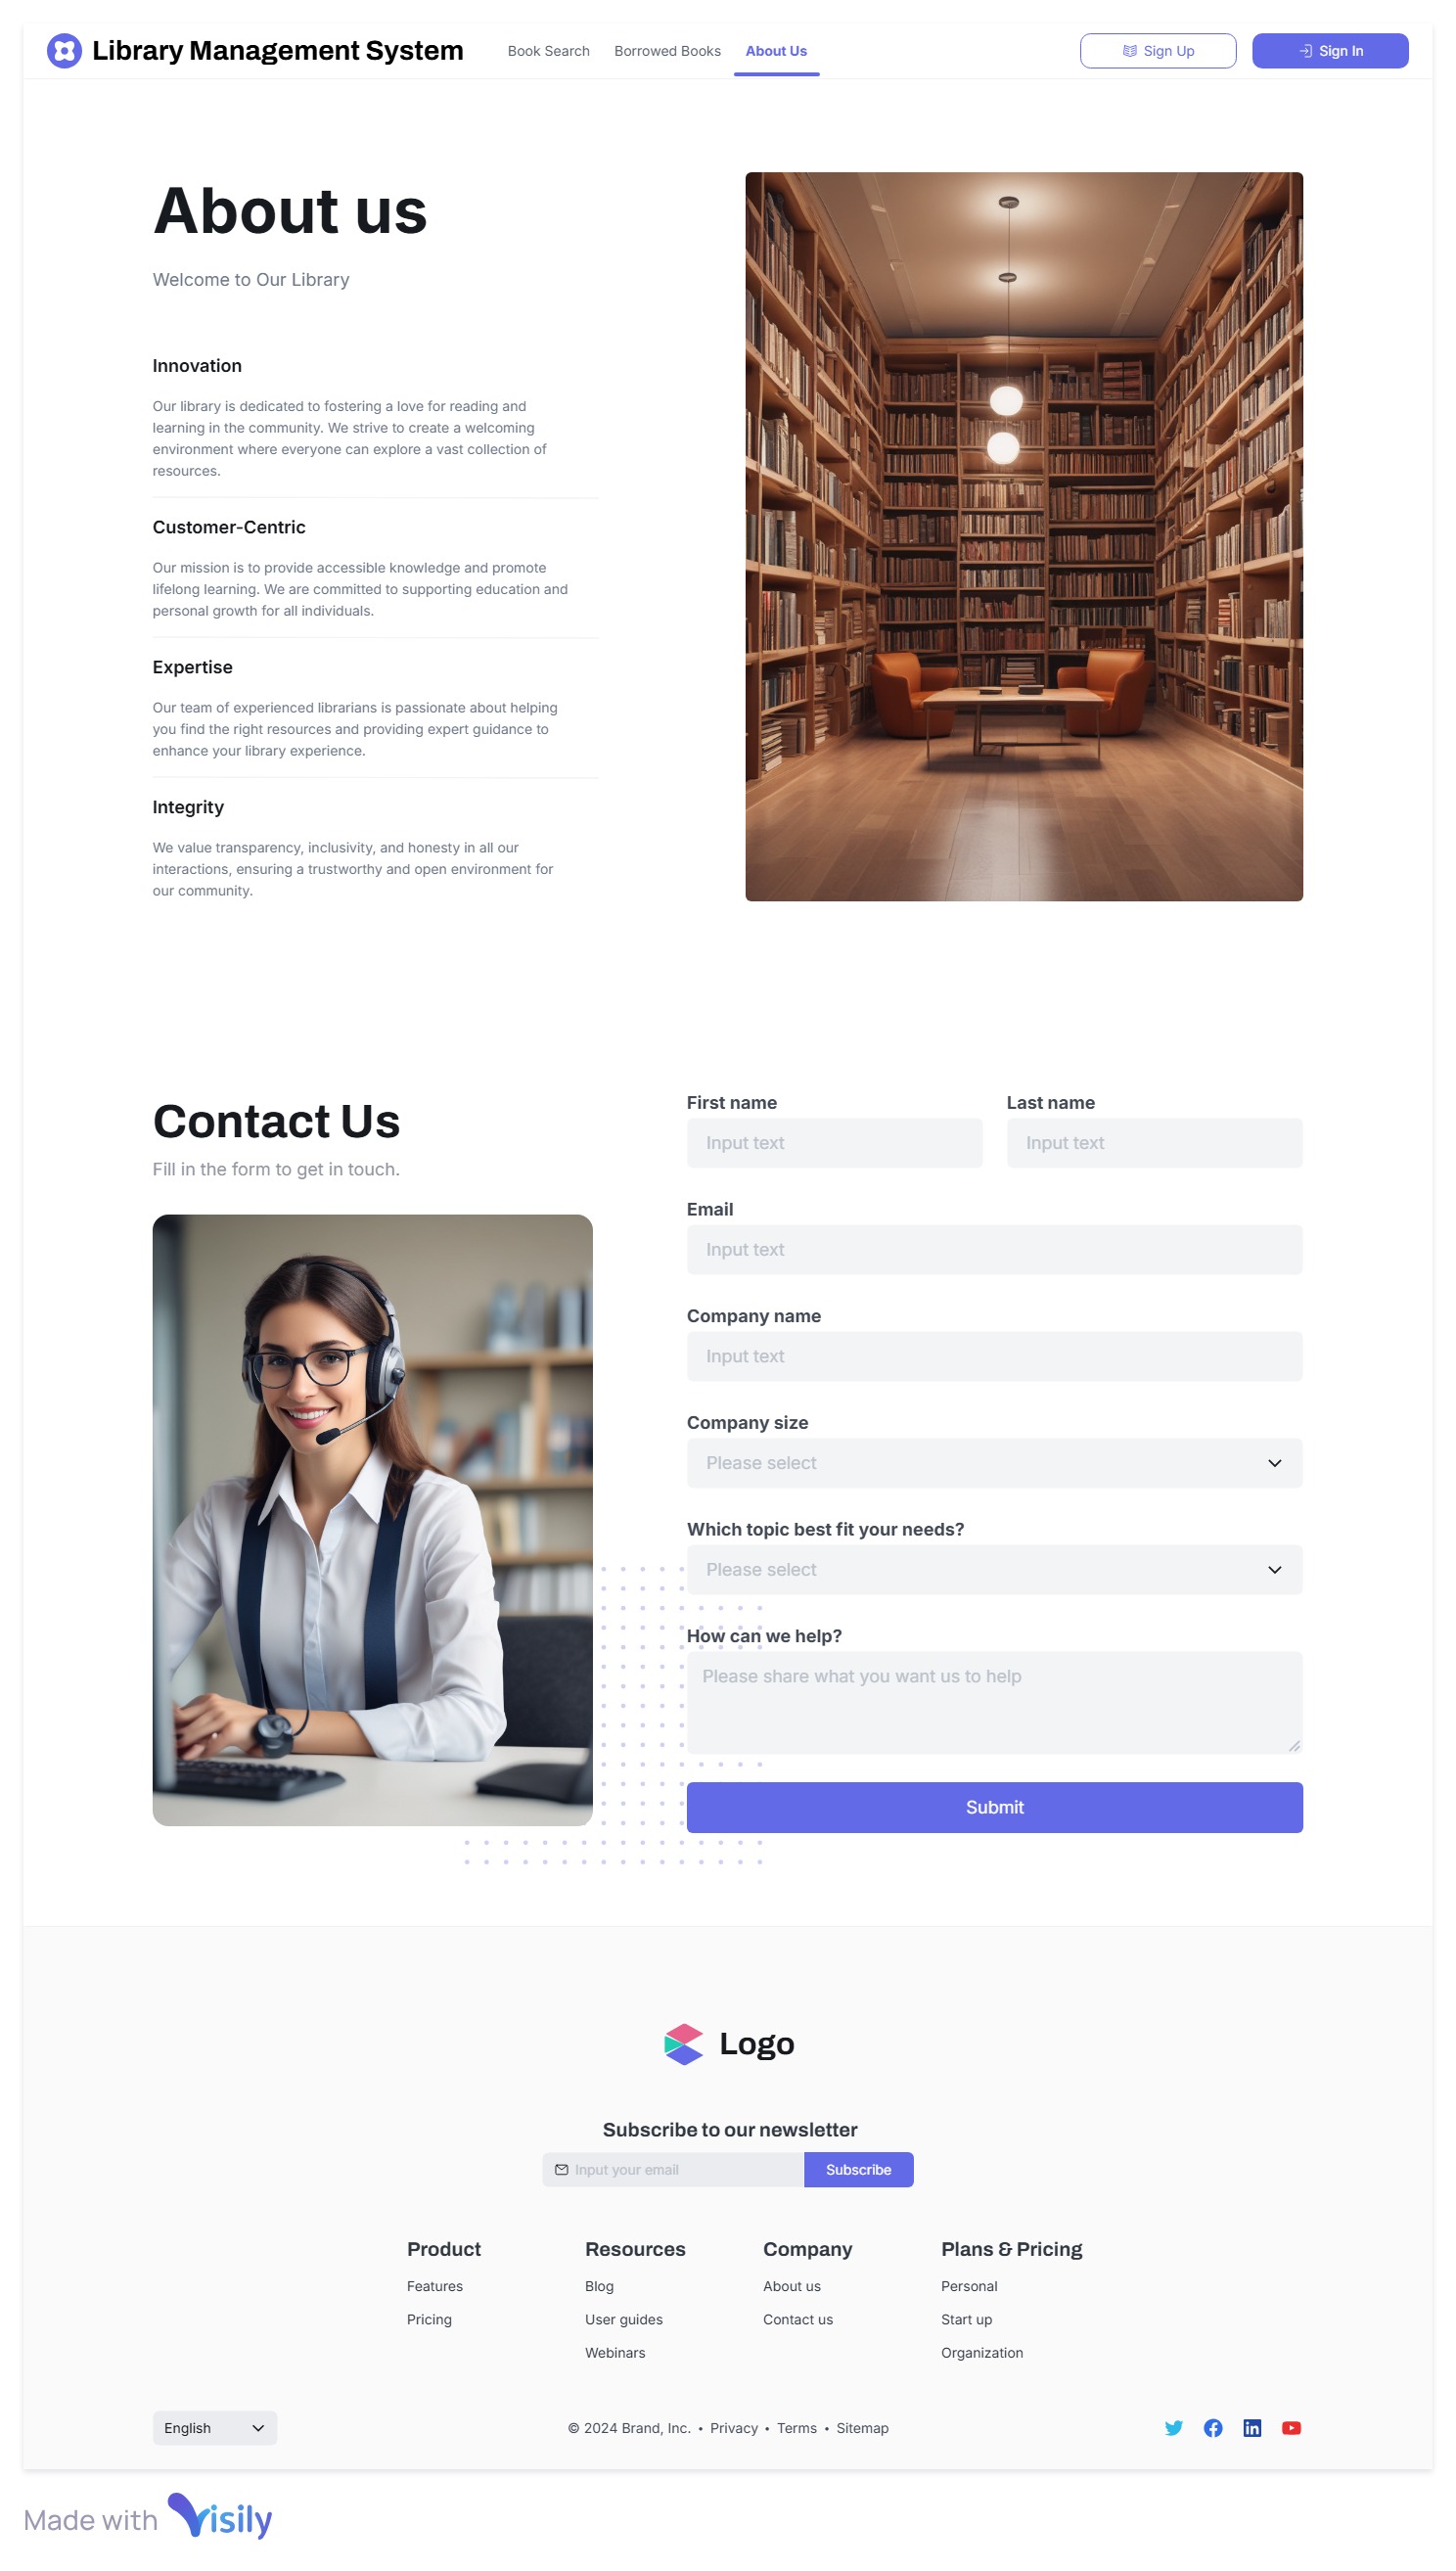 Library Management System
Book Search
Borrowed Books
About Us
Sign Up
Sign In
About us
Welcome to Our Library
Innovation
Our library is dedicated to fostering a love for reading and
learning in the community. We strive to create a welcoming
environment where everyone can explore a vast collection of
resources.
Customer-Centric
Our mission is to provide accessible knowledge and promote
lifelong learning. We are committed to supporting education and
personal growth for all individuals.
Expertise
Our team of experienced librarians is passionate about helping
you find the right resources and providing expert guidance to
enhance your library experience.
Integrity
We value transparency, inclusivity, and honesty in all our
interactions, ensuring a trustworthy and open environment for
our community.
Contact Us
Fill in the form to get in touch.
First name
Input text
Last name
Input text
Email
Input text
Company name
Input text
Company size
Please select
Which topic best fit your needs?
Please select
How can we help?
Please share what you want us to help
Submit
Logo
Subscribe to our newsletter
Input your email
Subscribe
Product
Features
Pricing
Resources
Blog
User guides
Webinars
Company
About us
Contact us
Plans & Pricing
Personal
Start up
Organization
English
© 2024 Brand, Inc. • Privacy • Terms • Sitemap
Made with Visily